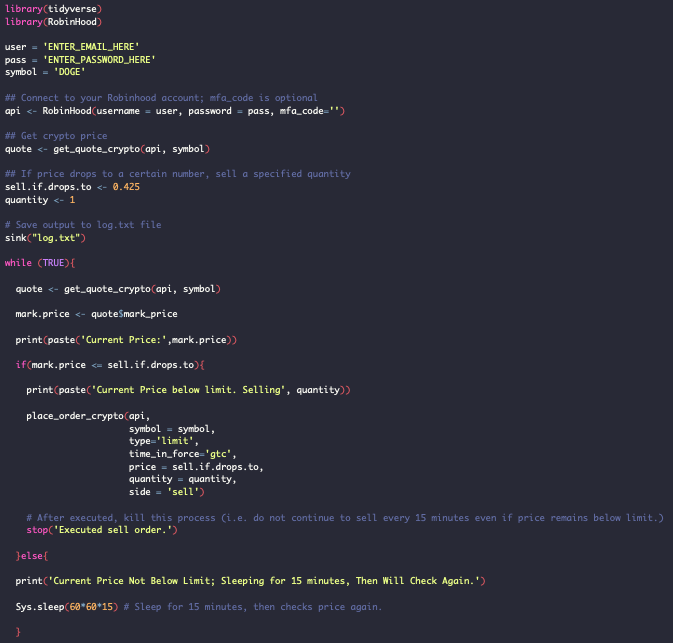 library(tidyverse)
library(RobinHood)
user = 'ENTER_EMAIL_HERE'
pass = 'ENTER_PASSWORD_HERE'
symbol = 'DOGE'
## Connect to your Robinhood account; mfa_code is optional
api <- RobinHood(username = user, password = pass, mfa_code='')
## Get crypto price
quote <- get_quote_crypto(api, symbol)
## If price drops to a certain number, sell a specified quantity
sell.if.drops.to <- 0.425
quantity <- 1
# Save output to log.txt file
sink("log.txt")
while (TRUE){
quote <- get_quote_crypto(api, symbol)
mark.price <- quote$mark_price
print(paste('Current Price:',mark.price))
if(mark.price <= sell.if.drops.to){
print(paste('Current Price below limit. Selling', quantity))
place_order_crypto(api,
symbol = symbol,
type='limit',
time_in_force='gtc',
price = sell.if.drops.to,
quantity = quantity,
side = 'sell')
# After executed, kill this process (i.e. do not continue to sell every 15 minutes even if price remains below limit.)
stop('Executed sell order.')
}else{
print('Current Price Not Below Limit; Sleeping for 15 minutes, Then Will Check Again.')
Sys.sleep(60*60*15) # Sleep for 15 minutes, then checks price again.
}